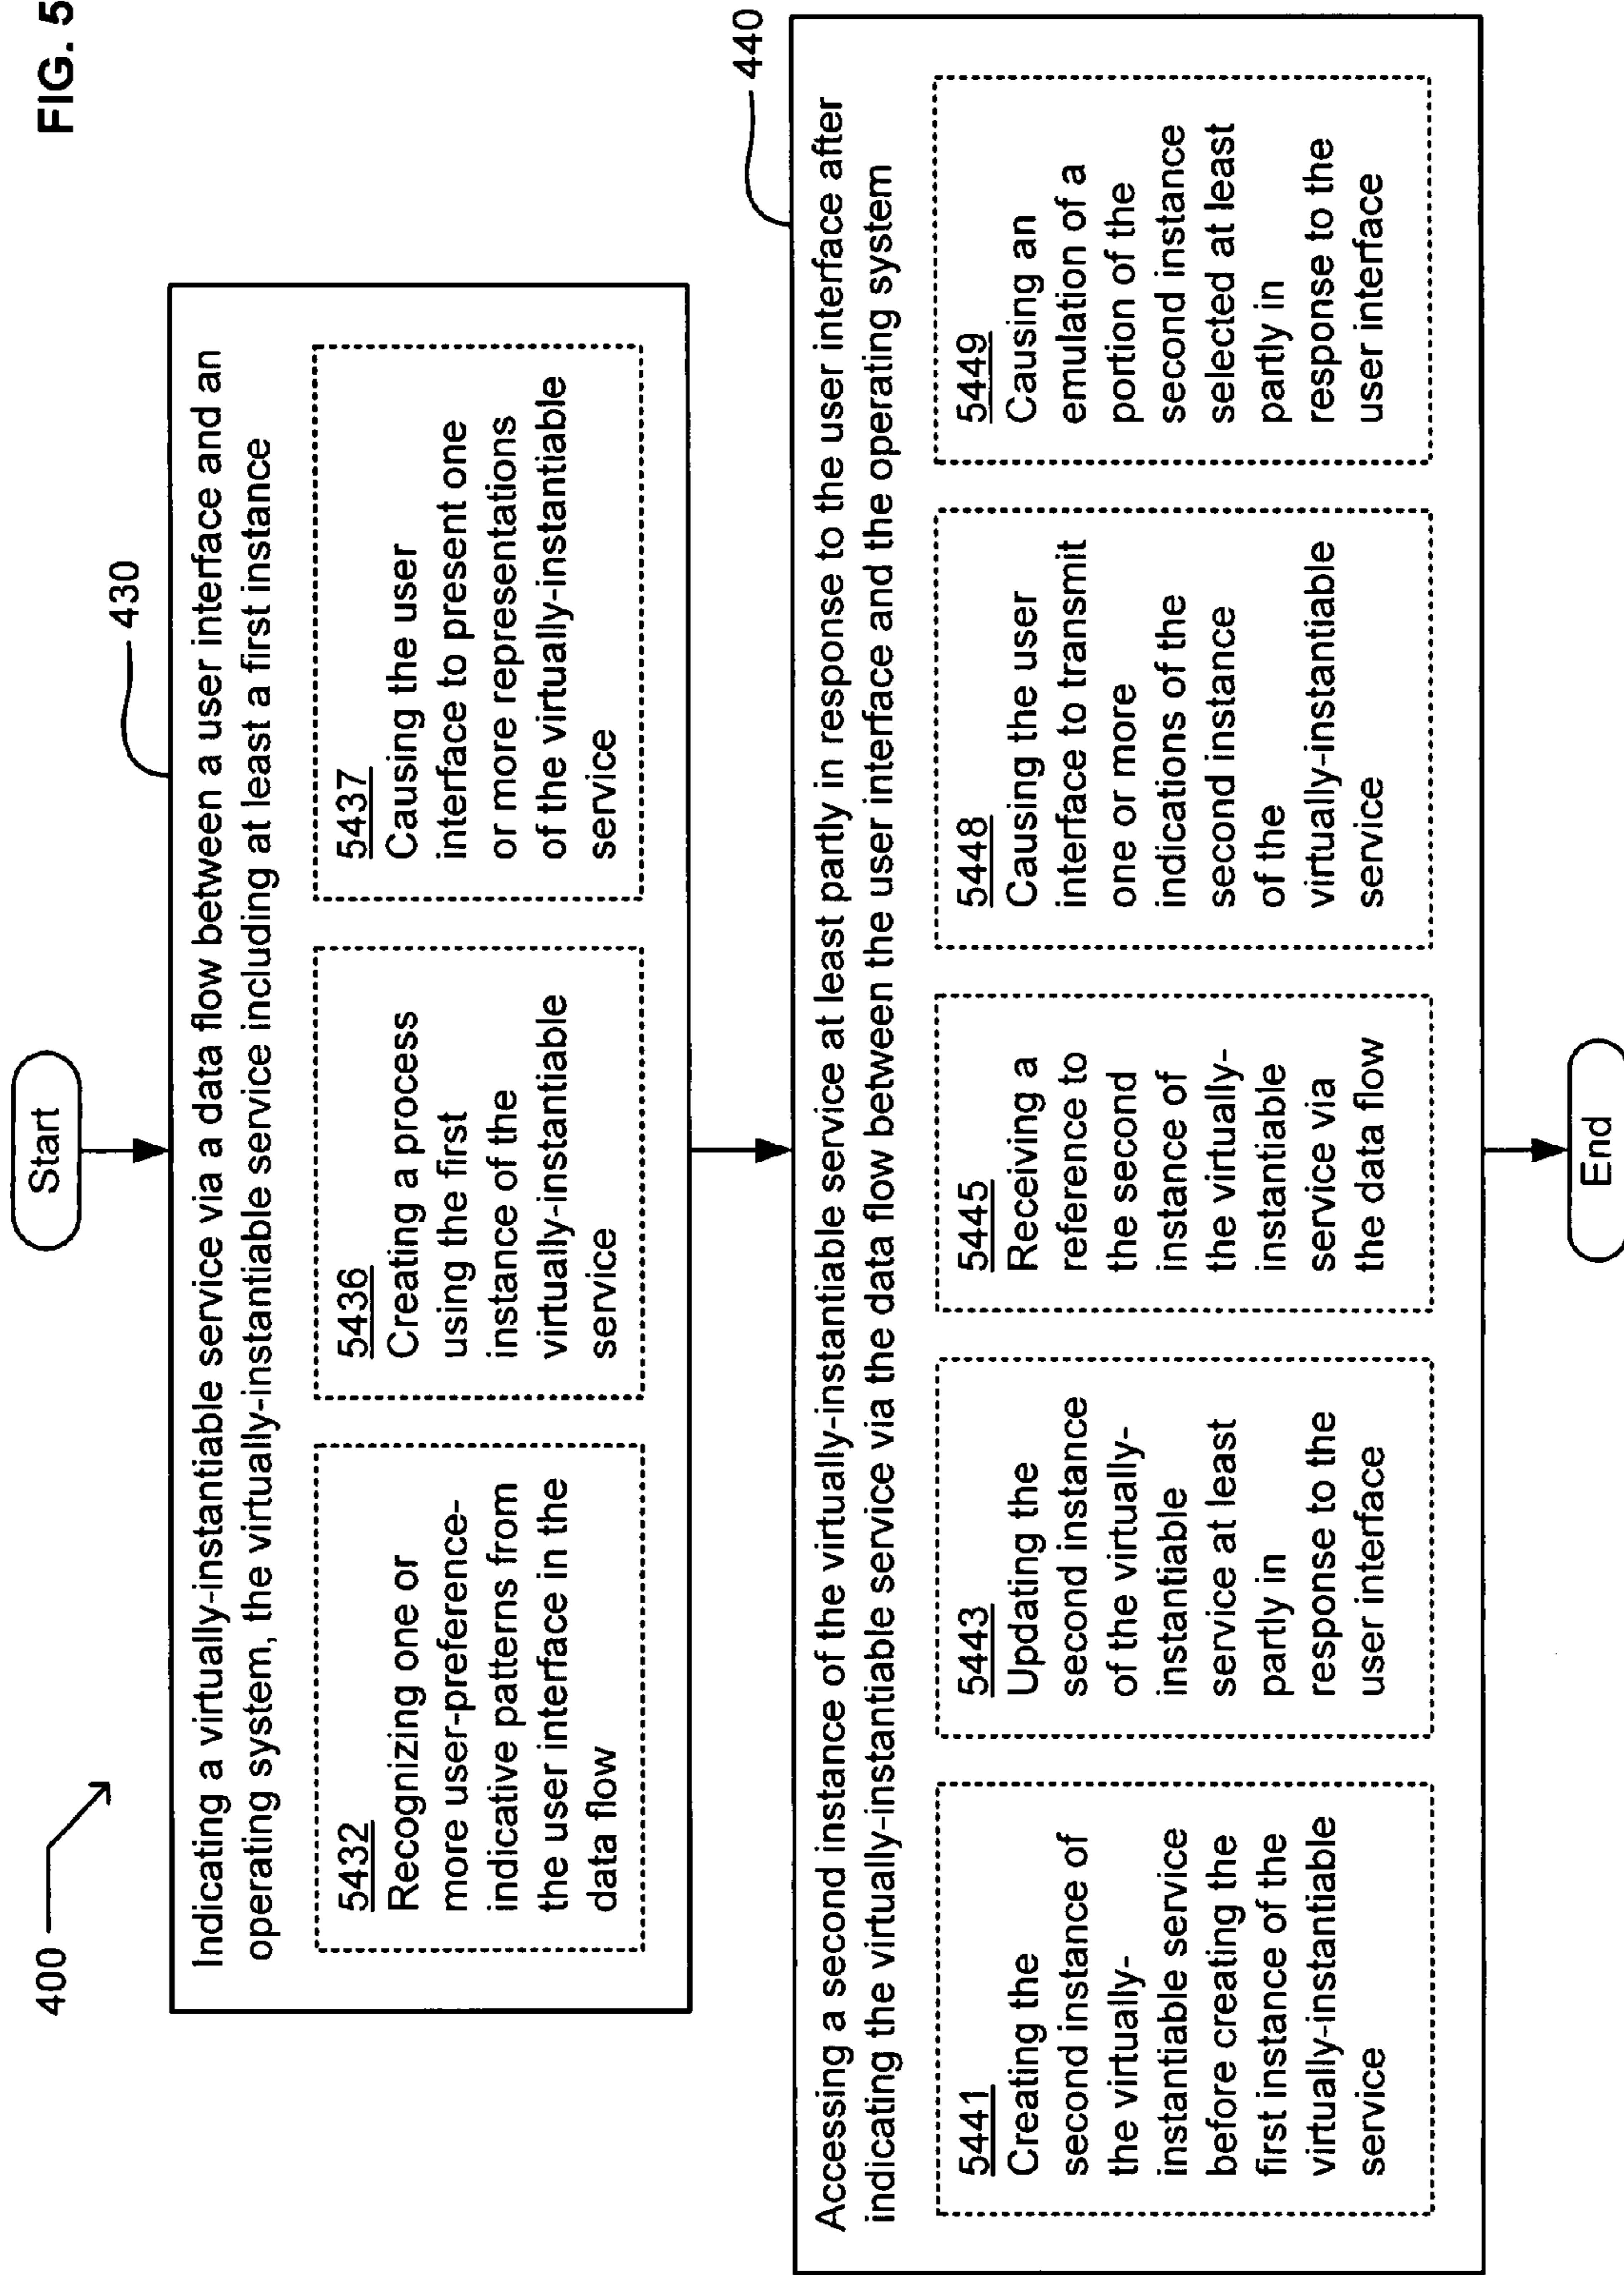 FIG. 5
400
Start
430
Indicating a virtually-instantiable service via a data flow between a user interface and an
operating system, the virtually-instantiable service including at least a first instance
5432
Recognizing one or
more user-preference-
indicative patterns from
the user interface in the
data flow
5436
Creating a process
using the first
instance of the
virtually-instantiable
service
5437
Causing the user
interface to present one
or more representations
of the virtually-instantiable
service
440
Accessing a second instance of the virtually-instantiable service at least partly in response to the user interface after
indicating the virtually-instantiable service via the data flow between the user interface and the operating system
5441
Creating the
second instance of
the virtually-
instantiable service
before creating the
first instance of the
virtually-instantiable
service
5443
Updating the
second instance
of the virtually-
instantiable
service at least
partly in
response to the
user interface
5445
Receiving a
reference to
the second
instance of
the virtually-
instantiable
service via
the data flow
5448
Causing the user
interface to transmit
one or more
indications of the
second instance
of the
virtually-instantiable
service
5449
Causing an
emulation of a
portion of the
second instance
selected at least
partly in
response to the
user interface
End